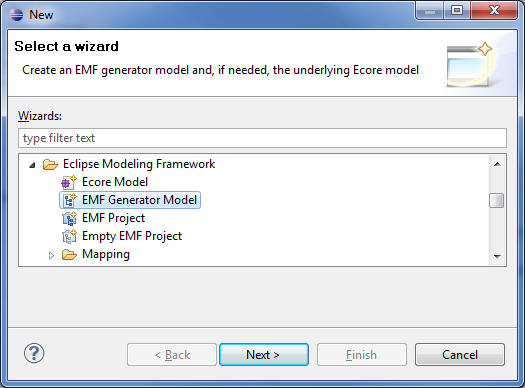 New
Select a wizard
Create an EMF generator model and, if needed, the underlying Ecore model
Wizards:
type filter text
Eclipse Modeling Framework
Ecore Model
EMF Generator Model
EMF Project
Empty EMF Project
Mapping
? < Back Next > Finish Cancel